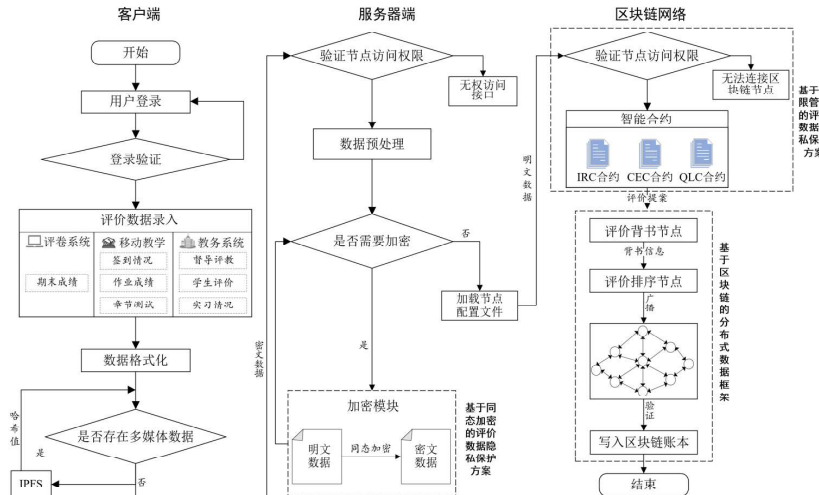 客户端
开始
用户登录
登录验证
评价数据录入
评卷系统
移动教学
教务系统
期末成绩
签到情况
作业成绩
章节测试
督导评教
学生评价
实习情况
数据格式化
哈希值
是否存在多媒体数据
是
否
IPFS
服务器端
验证节点访问权限
无权访问
接口
数据预处理
是否需要加密
否
加载节点
配置文件
是
密文数据
明文数据
加密模块
明文
数据
同态加密
密文
数据
基于同
态加密
的评价
数据隐
私保护
方案
区块链网络
验证节点访问权限
无法连接区
块链节点
智能合约
IRC合约
CEC合约
QLC合约
基于
限管
的评
数据
私保
方案
评价提案
评价背书节点
背书信息
评价排序节点
广播
验证
写入区块链账本
结束
基于区块链的分布式数据框架